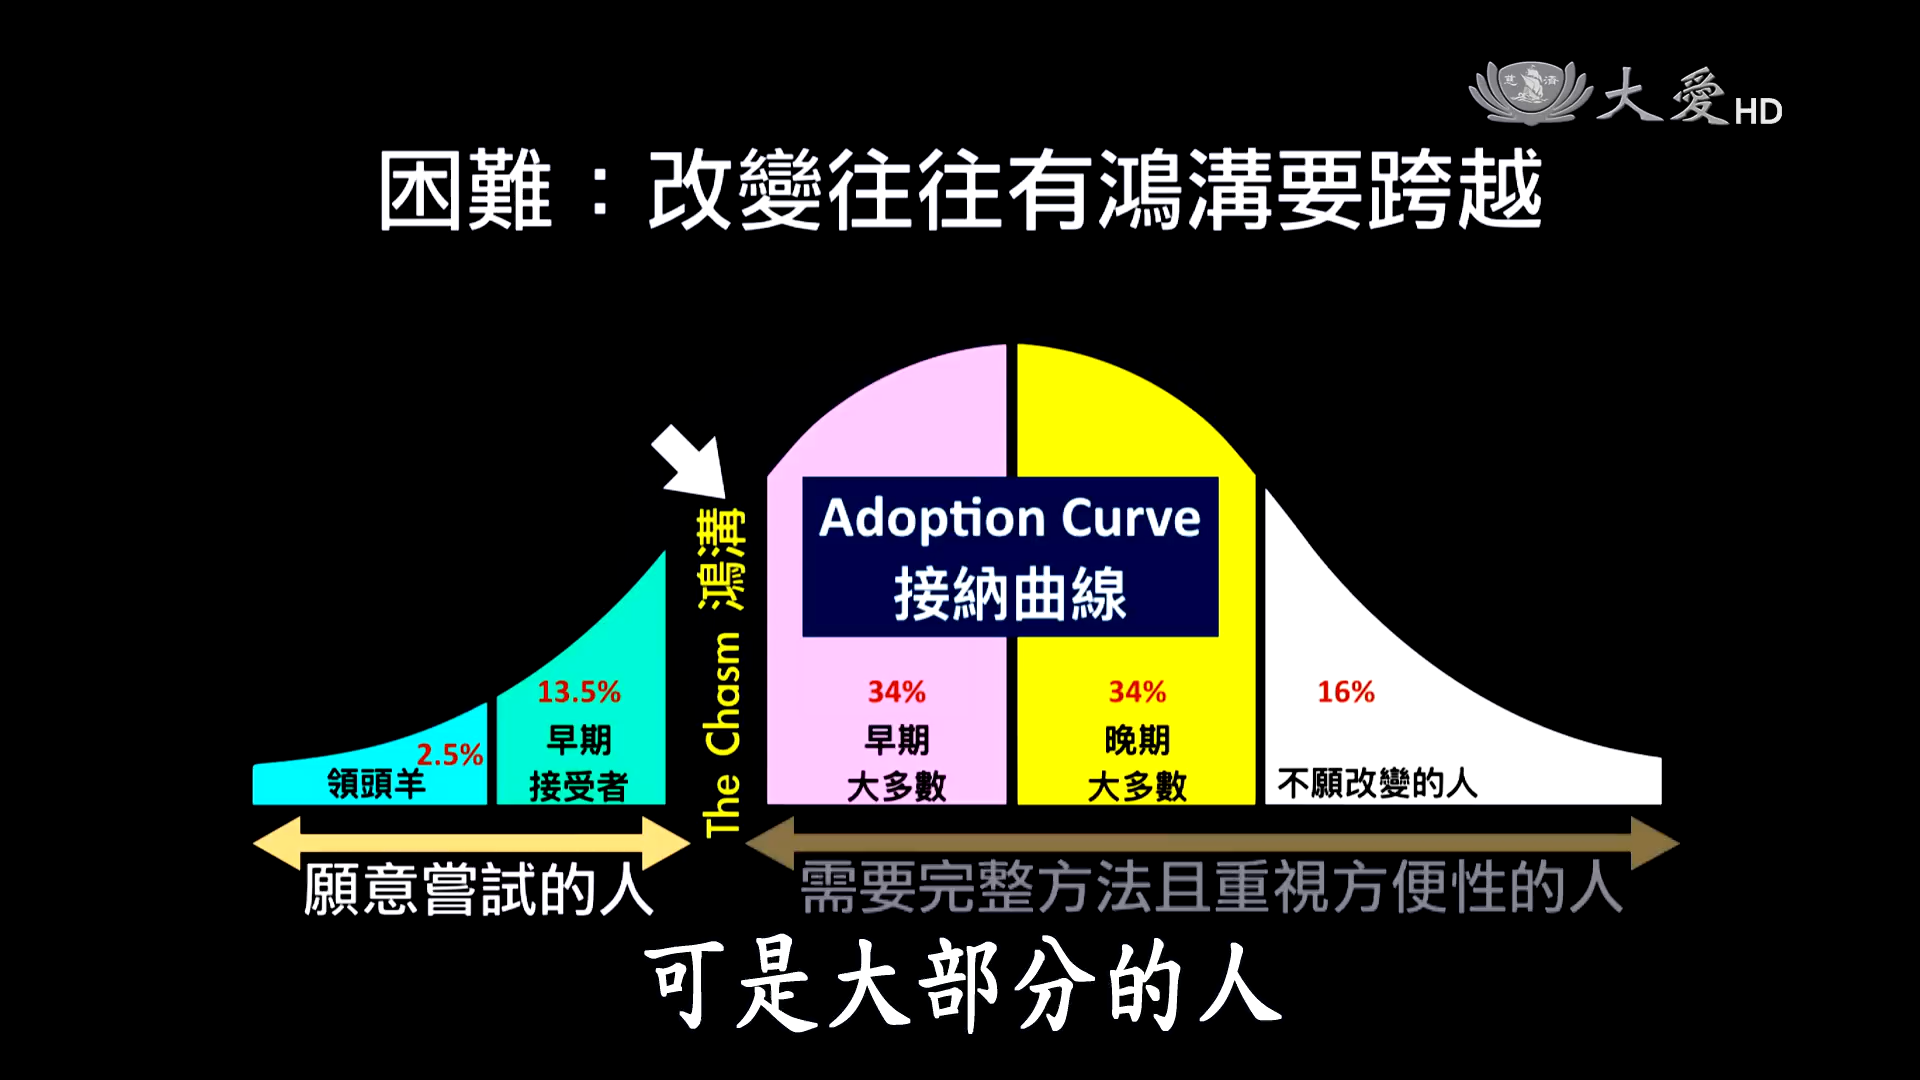 慈濟
大愛HD
困難：改變往往有鴻溝要跨越
The Chasm 鴻溝
Adoption Curve
接納曲線
2.5%
領頭羊
13.5%
早期
接受者
34%
早期
大多數
34%
晚期
大多數
16%
不願改變的人
願意嘗試的人
需要完整方法且重視方便性的人
可是大部分的人